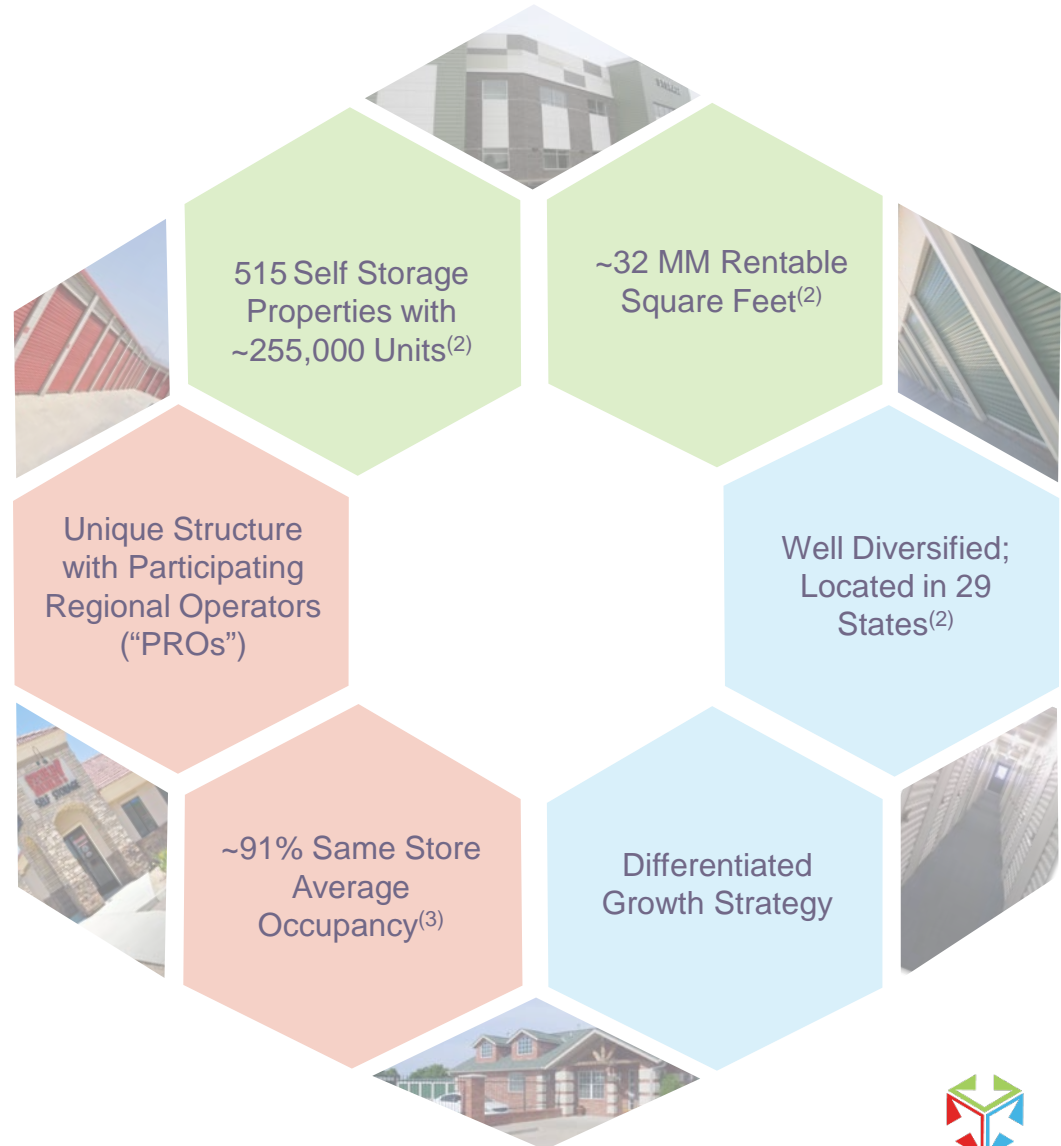 515 Self Storage
Properties with
~255,000 Units(2)
~32 MM Rentable
Square Feet(2)
Unique Structure
with Participating
Regional Operators
(“PROs”)
Well Diversified;
Located in 29
States(2)
~91% Same Store
Average
Occupancy(3)
Differentiated
Growth Strategy
SELF STORAGE